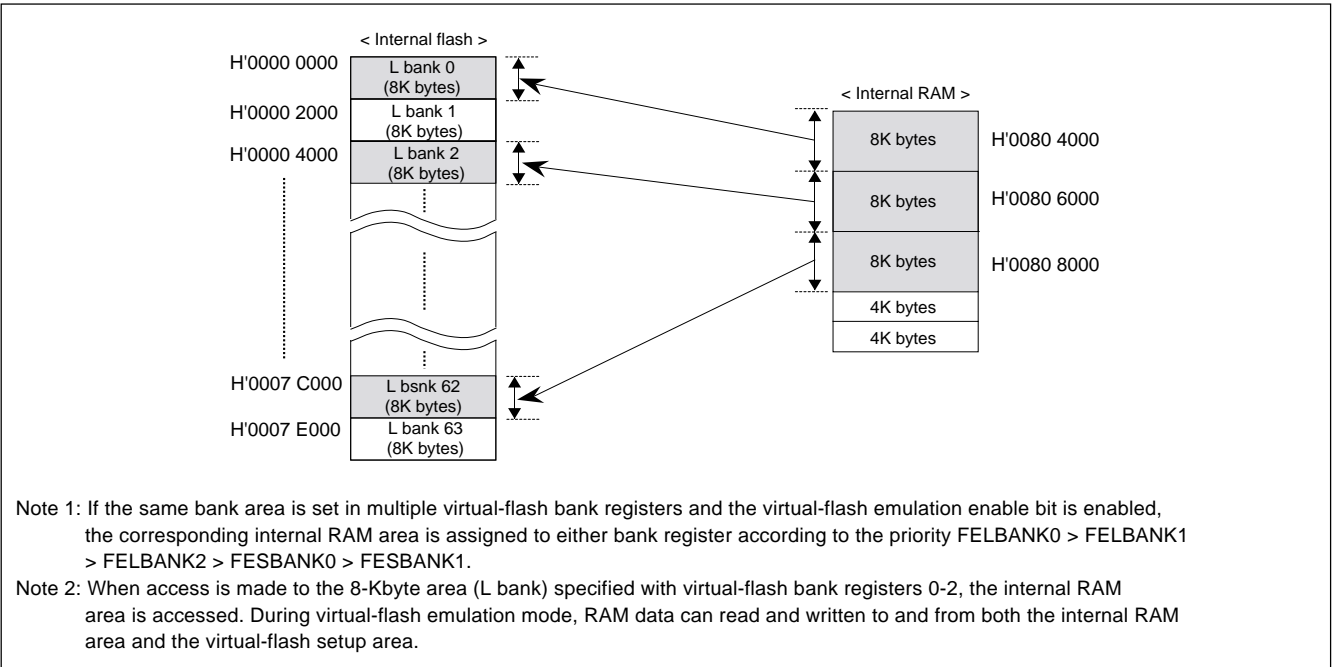 < Internal flash >
H'0000 0000
L bank 0
(8K bytes)
H'0000 2000
L bank 1
(8K bytes)
H'0000 4000
L bank 2
(8K bytes)
H'0007 C000
L bsnk 62
(8K bytes)
H'0007 E000
L bank 63
(8K bytes)
< Internal RAM >
8K bytes
H'0080 4000
8K bytes
H'0080 6000
8K bytes
H'0080 8000
4K bytes
4K bytes
Note 1: If the same bank area is set in multiple virtual-flash bank registers and the virtual-flash emulation enable bit is enabled,
the corresponding internal RAM area is assigned to either bank register according to the priority FELBANK0 > FELBANK1
> FELBANK2 > FESBANK0 > FESBANK1.
Note 2: When access is made to the 8-Kbyte area (L bank) specified with virtual-flash bank registers 0-2, the internal RAM
area is accessed. During virtual-flash emulation mode, RAM data can read and written to and from both the internal RAM
area and the virtual-flash setup area.